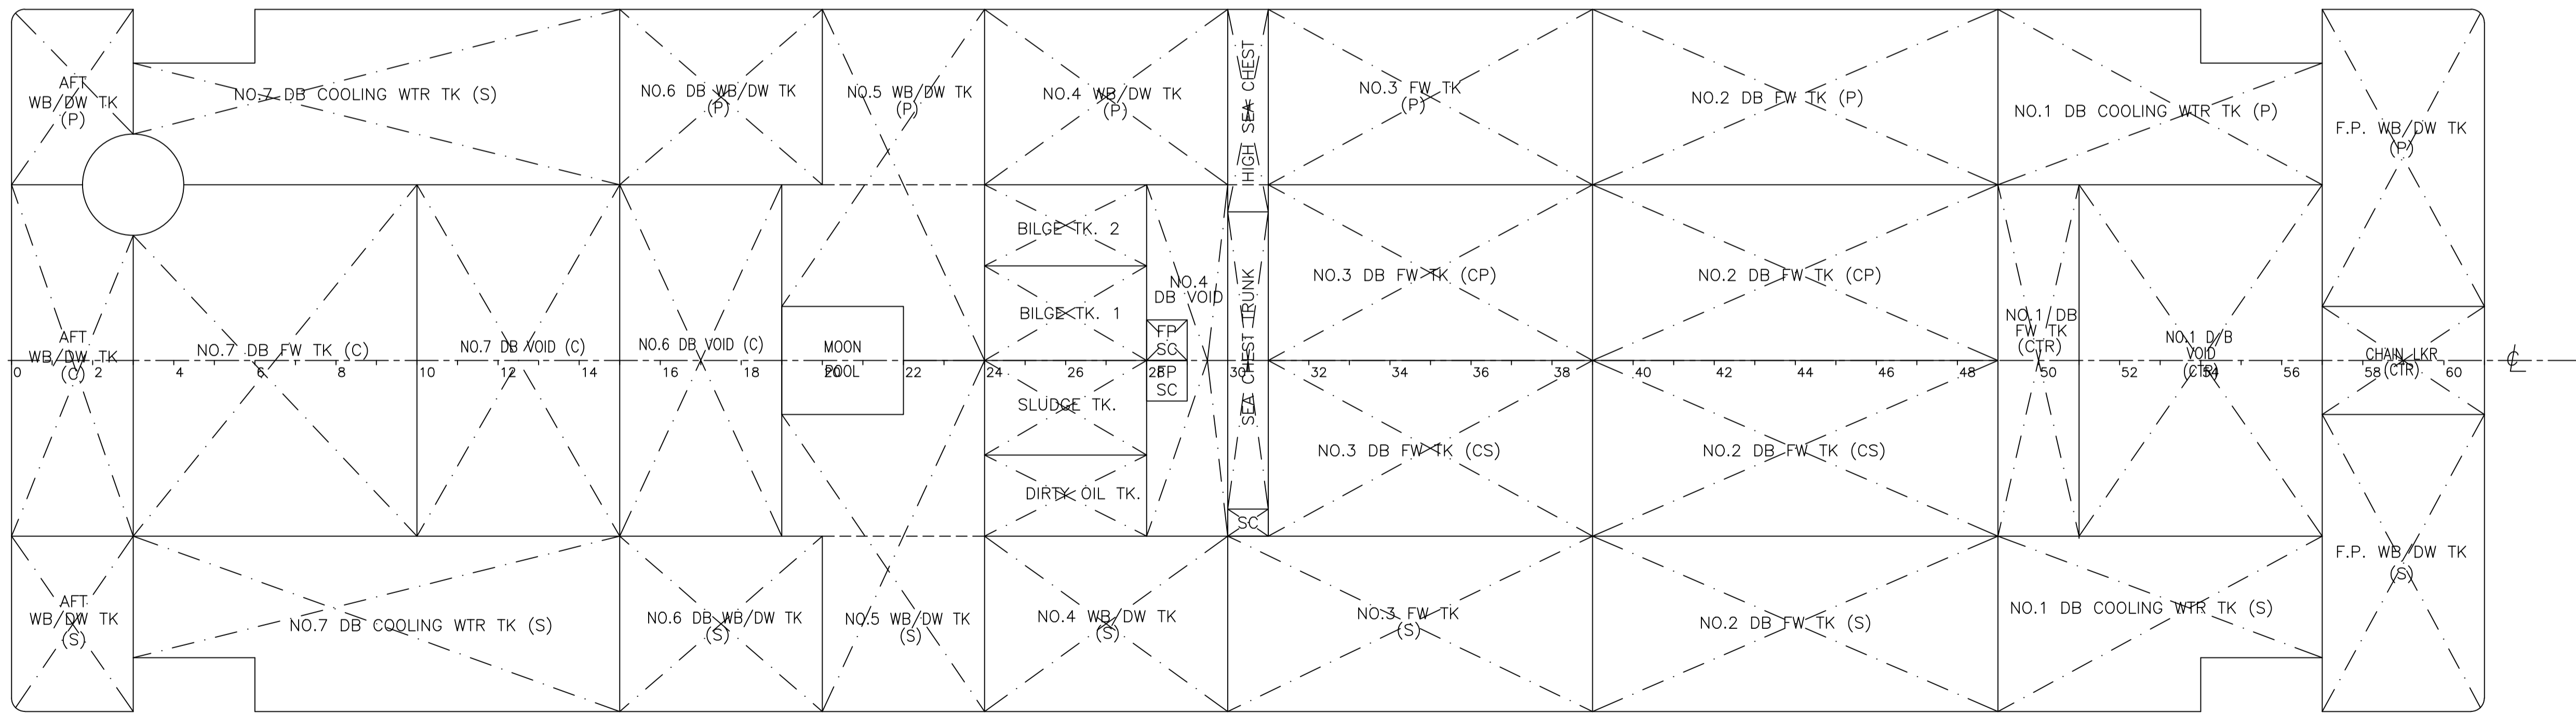 AFT
WB/DW TK
(P)
NO.7 DB COOLING WTR TK (S)
NO.6 DB WB/DW TK
(P)
NO.5 WB/DW TK
(P)
NO.4 WB/DW TK
(P)
HIGH SEA CHEST
NO.3 FW TK
(P)
NO.2 DB FW TK (P)
NO.1 DB COOLING WTR TK (P)
F.P. WB/DW TK
(P)
AFT
WB/DW TK
(C)
NO.7 DB FW TK (C)
NO.7 DB VOID (C)
NO.6 DB VOID (C)
MOON
POOL
BILGE TK. 2
BILGE TK. 1
SLUDGE TK.
DIRTY OIL TK.
NO.4
DB VOID
FP
SC
FP
SC
SEA CHEST TRUNK
SC
NO.3 DB FW TK (CP)
NO.3 DB FW TK (CS)
NO.2 DB FW TK (CP)
NO.2 DB FW TK (CS)
NO.1 DB
FW TK
(CTR)
NO.1 D/B
VOID
(CTR)
CHAIN LKR
(CTR)
0 2 4 6 8 10 12 14 16 18 20 22 24 26 28 30 32 34 36 38 40 42 44 46 48 50 52 54 56 58 60
℄
AFT
WB/DW TK
(S)
NO.7 DB COOLING WTR TK (S)
NO.6 DB WB/DW TK
(S)
NO.5 WB/DW TK
(S)
NO.4 WB/DW TK
(S)
NO.3 FW TK
(S)
NO.2 DB FW TK (S)
NO.1 DB COOLING WTR TK (S)
F.P. WB/DW TK
(S)